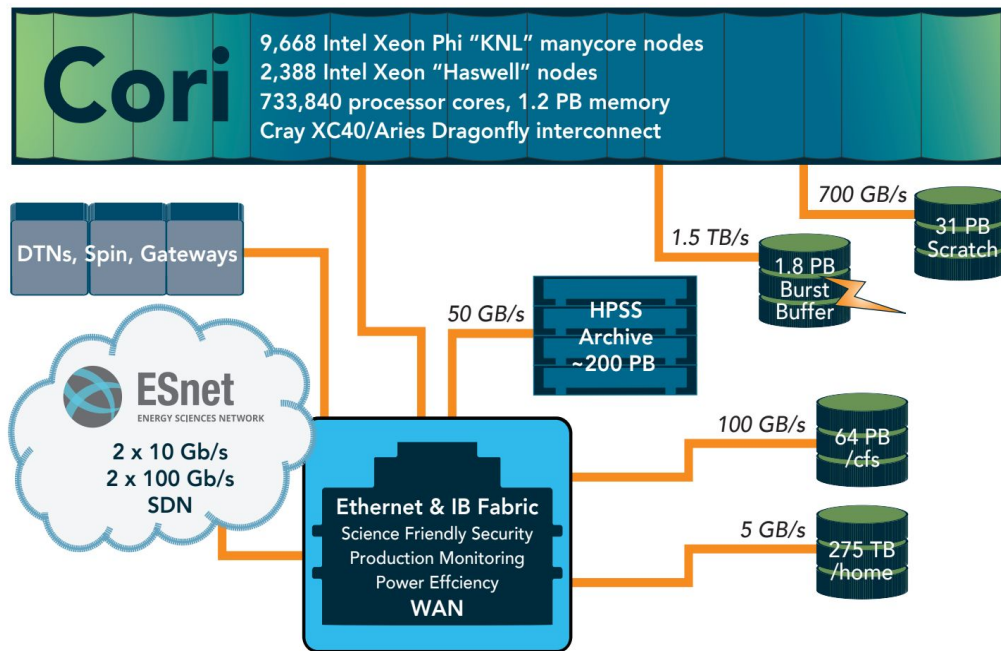 Cori
9,668 Intel Xeon Phi “KNL” manycore nodes
2,388 Intel Xeon “Haswell” nodes
733,840 processor cores, 1.2 PB memory
Cray XC40/Aries Dragonfly interconnect
700 GB/s
31 PB
Scratch
DTNs, Spin, Gateways
1.5 TB/s
1.8 PB
Burst
Buffer
50 GB/s
HPSS
Archive
~200 PB
ESnet
ENERGY SCIENCES NETWORK
2 x 10 Gb/s
2 x 100 Gb/s
SDN
100 GB/s
64 PB
/cfs
Ethernet & IB Fabric
Science Friendly Security
Production Monitoring
Power Effciency
WAN
5 GB/s
275 TB
/home